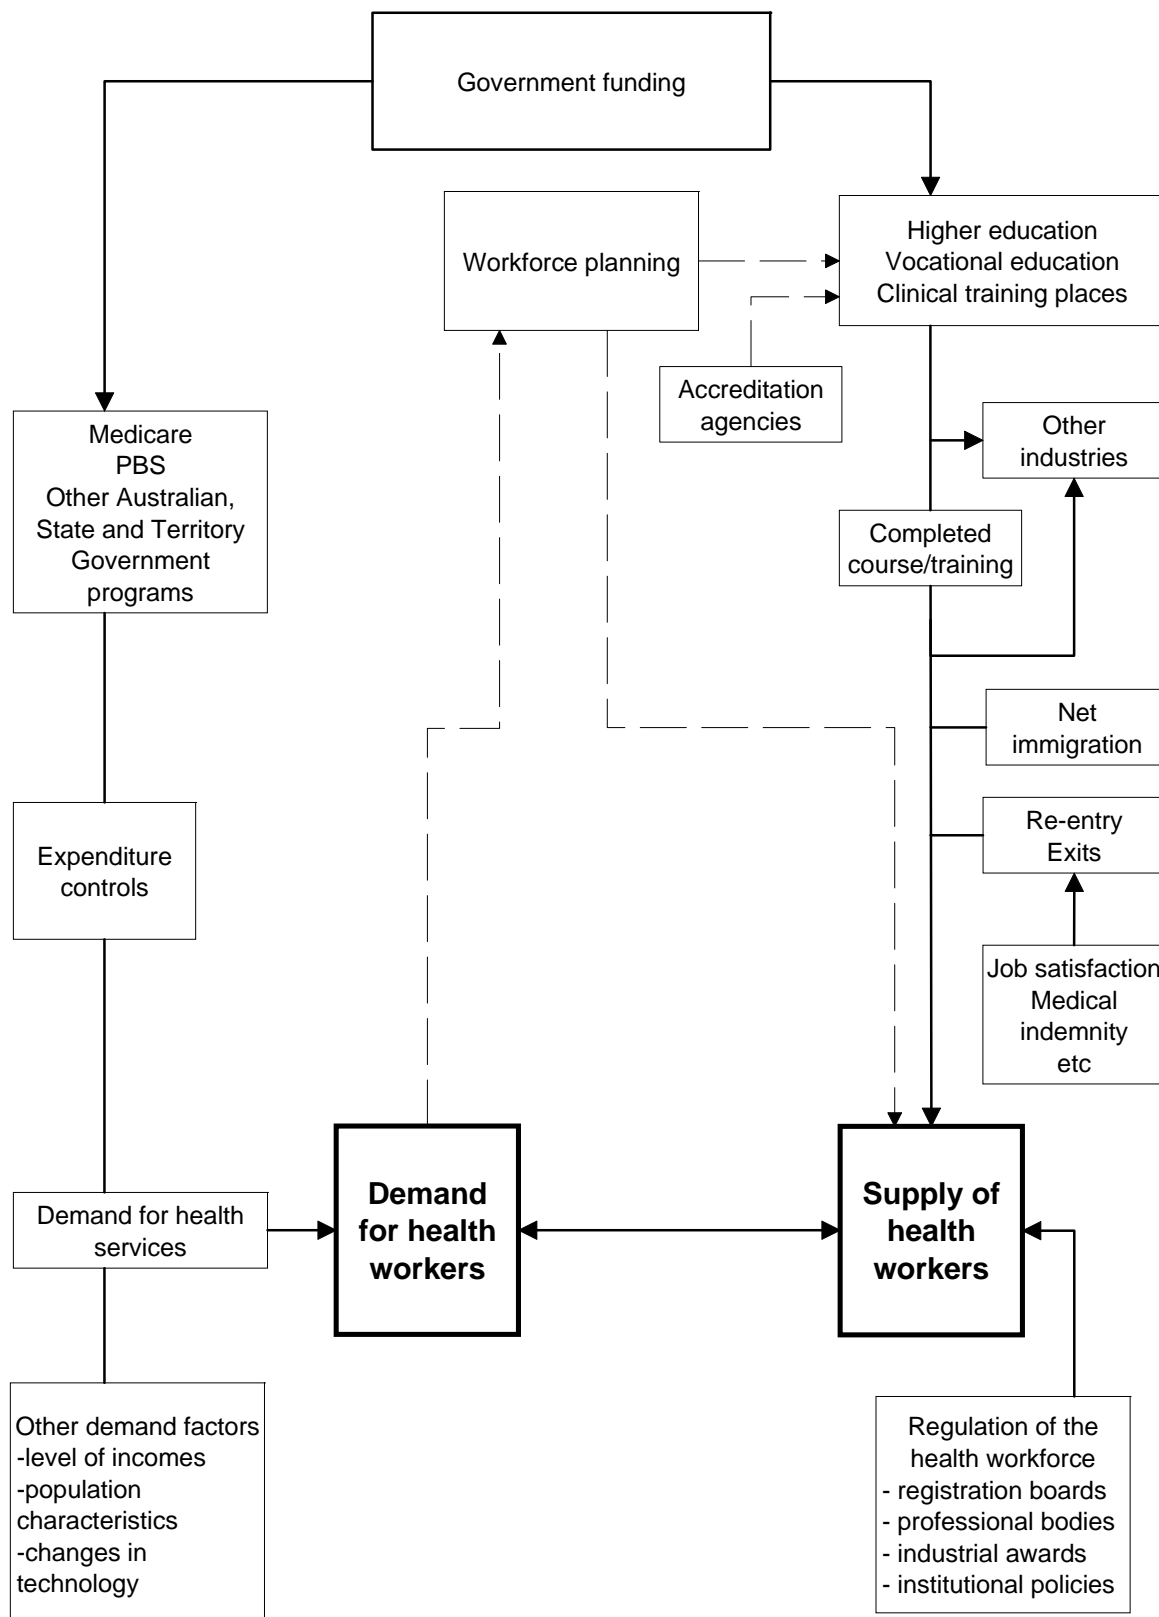 Government funding
Workforce planning
Higher education
Vocational education
Clinical training places
Accreditation
agencies
Other
industries
Medicare
PBS
Other Australian,
State and Territory
Government
programs
Completed
course/training
Net
immigration
Expenditure
controls
Re-entry
Exits
Job satisfaction
Medical
indemnity
etc
Demand for health
services
Demand
for health
workers
Supply of
health
workers
Other demand factors
-level of incomes
-population
characteristics
-changes in
technology
Regulation of the
health workforce
- registration boards
- professional bodies
- industrial awards
- institutional policies